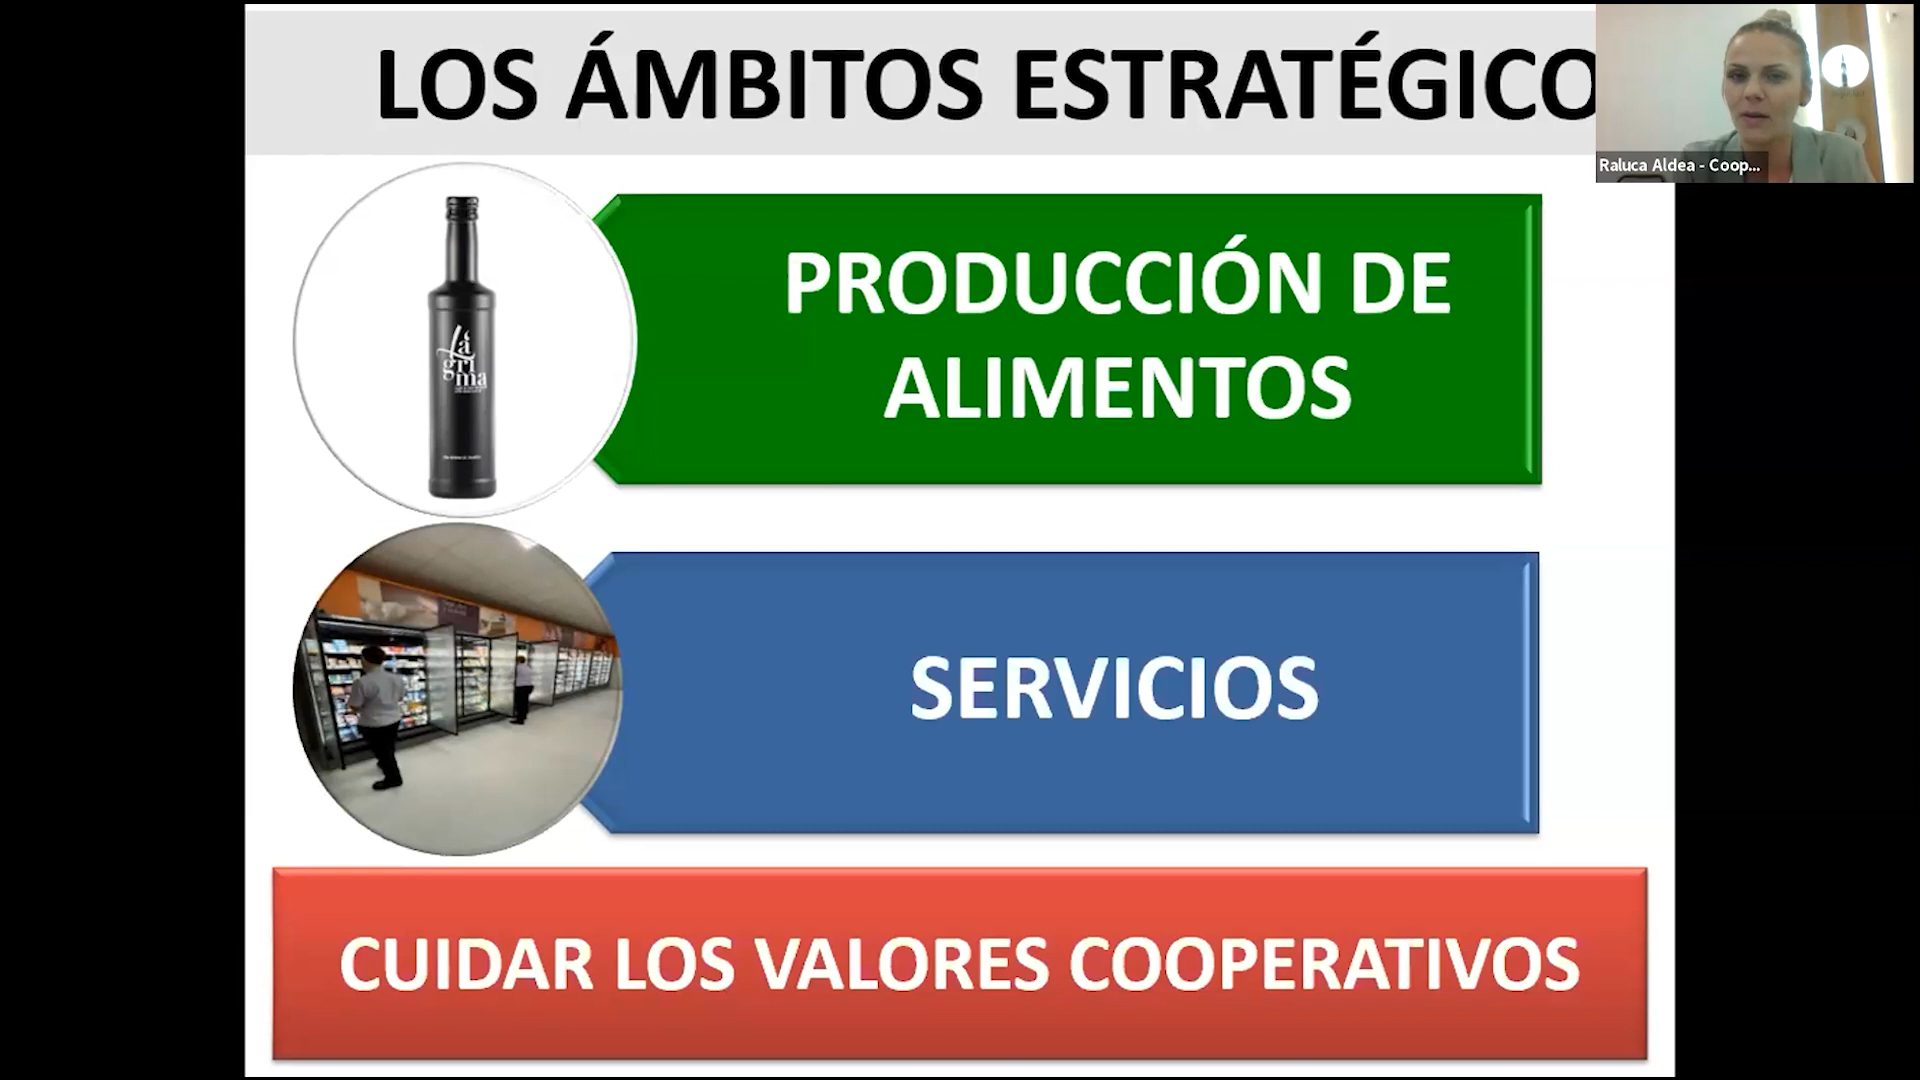 LOS ÁMBITOS ESTRATÉGICO
Raluca Aldea - Coop...
PRODUCCIÓN DE
ALIMENTOS
Lá
gri
ma
SERVICIOS
CUIDAR LOS VALORES COOPERATIVOS